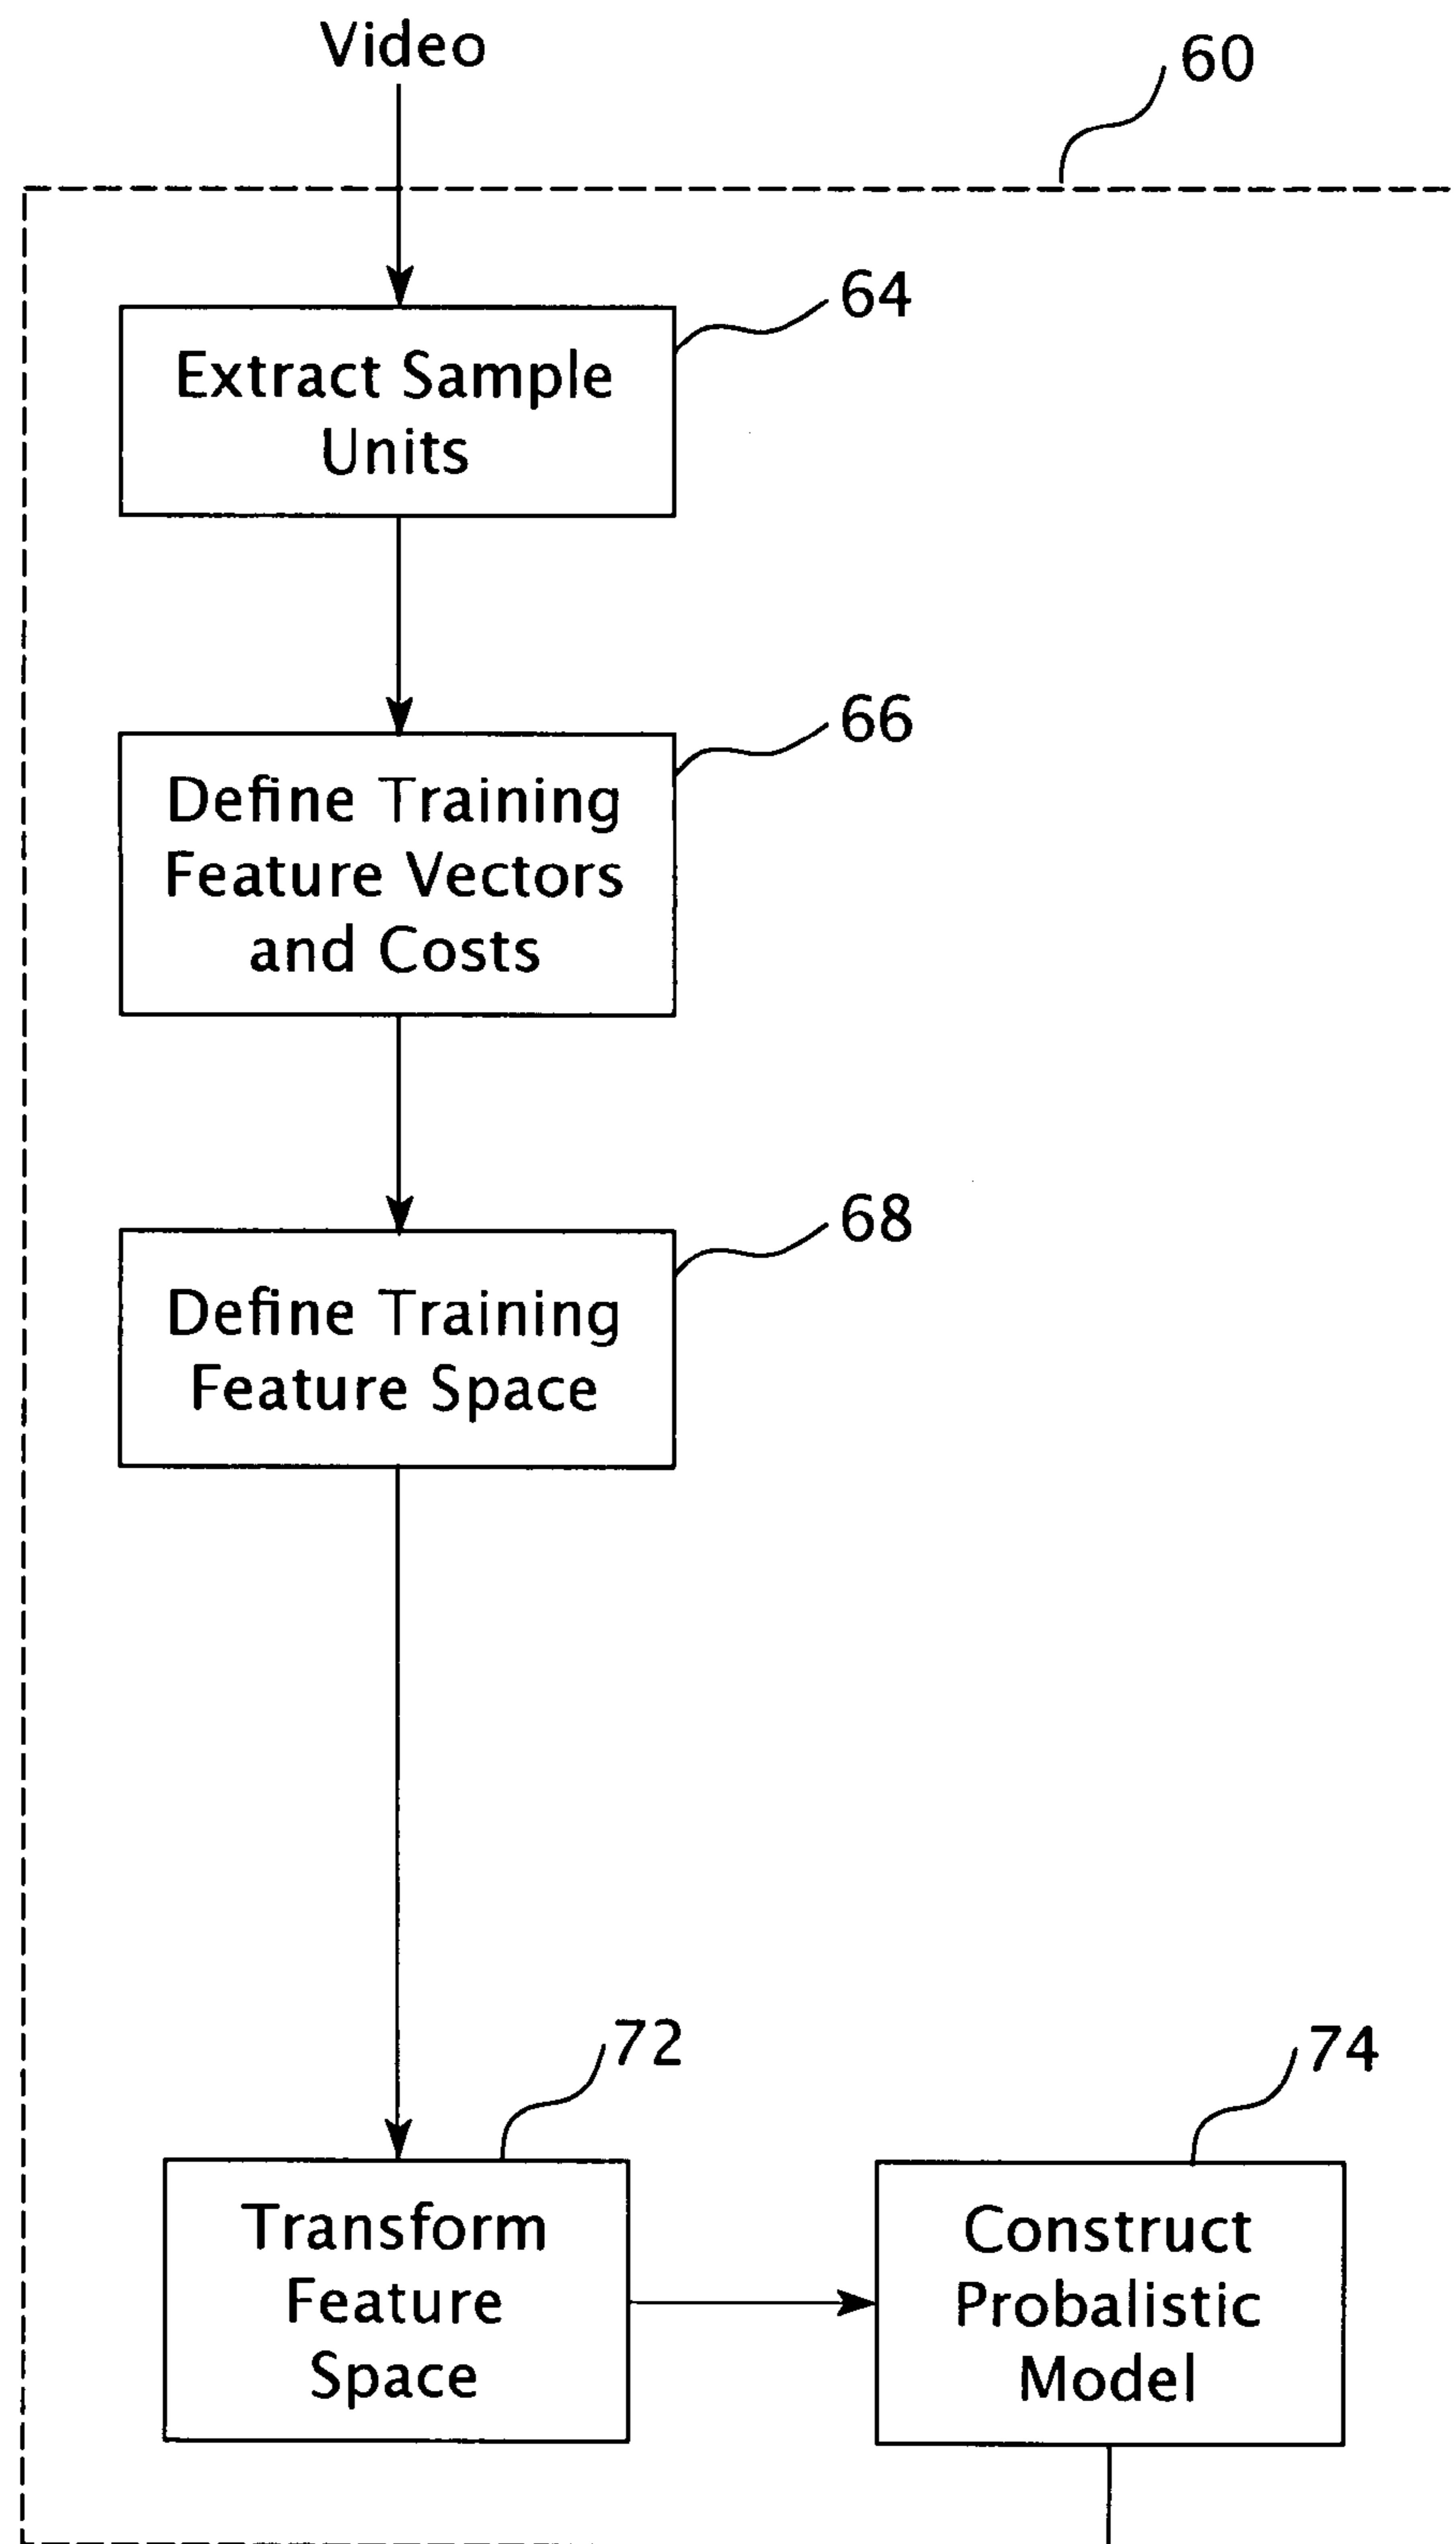 Video
60
64
Extract Sample
Units
66
Define Training
Feature Vectors
and Costs
68
Define Training
Feature Space
72
74
Transform
Feature
Space
Construct
Probalistic
Model